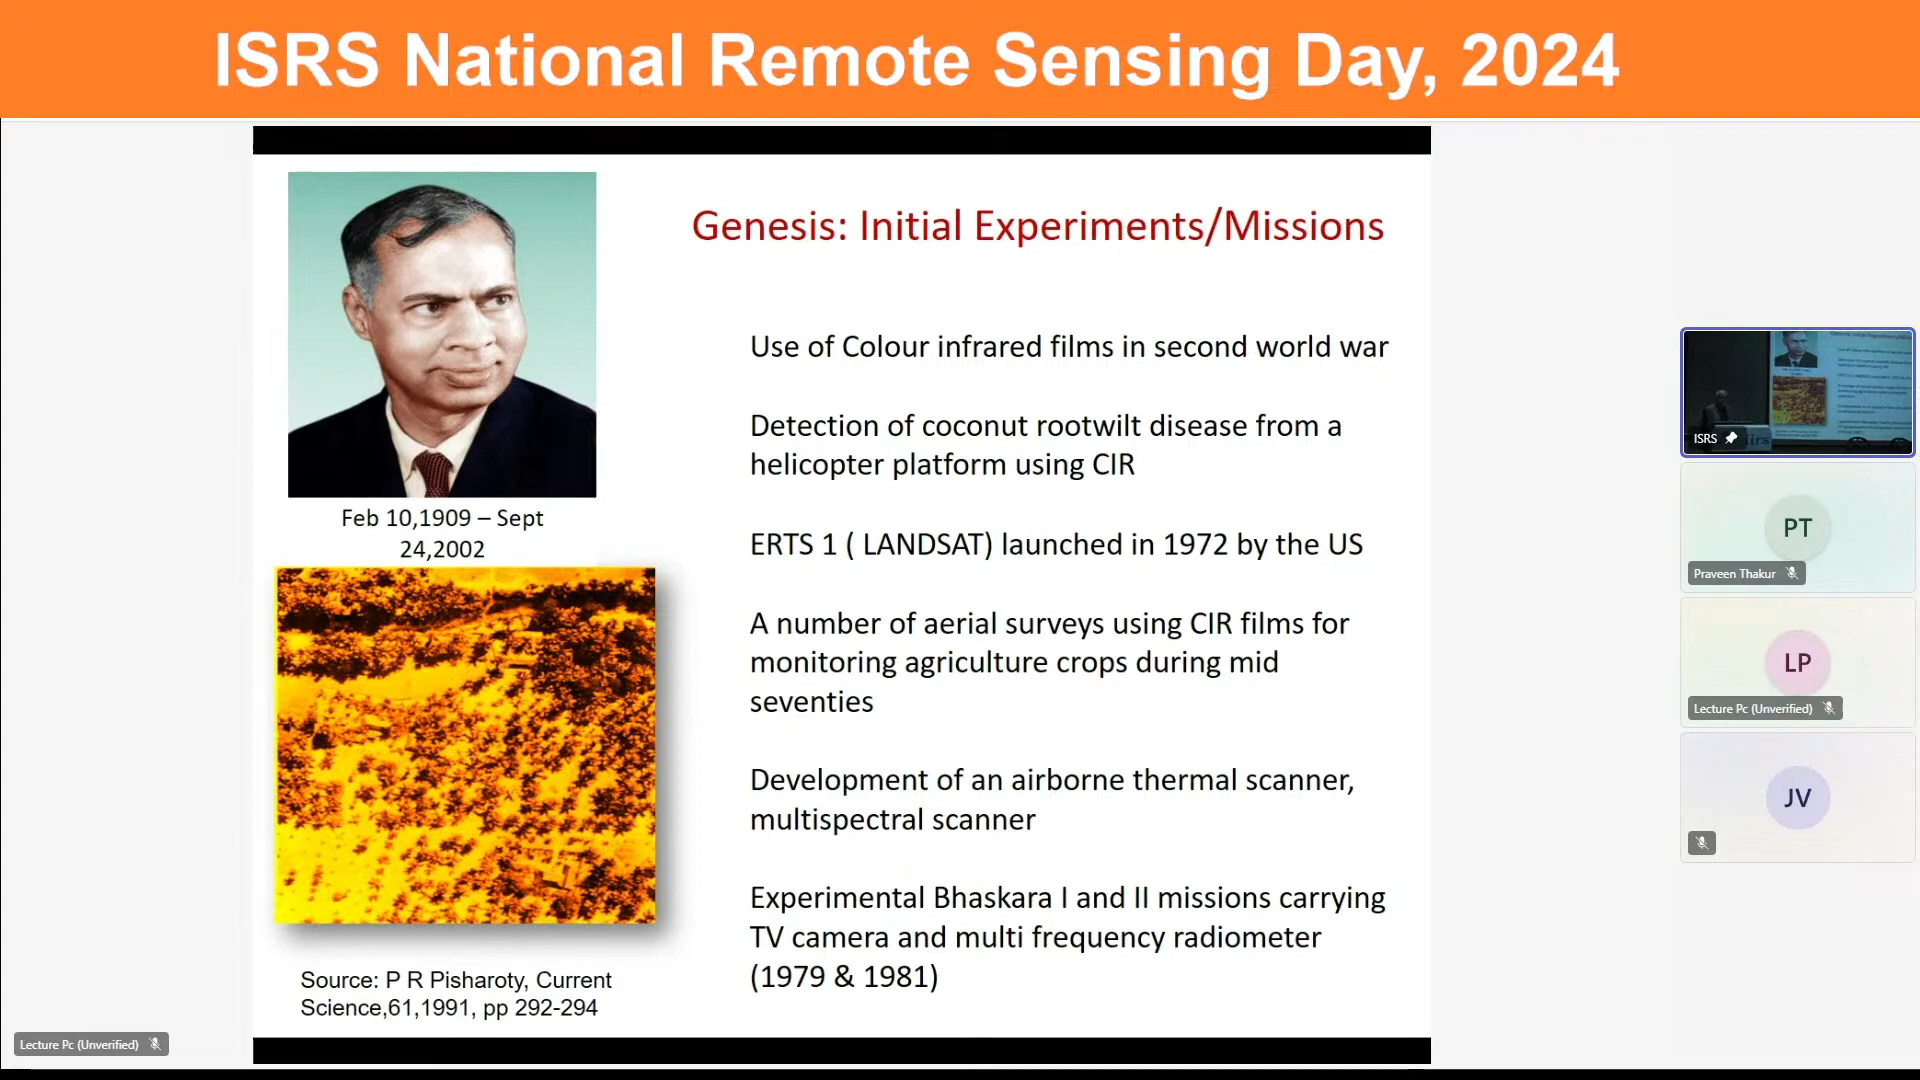 ISRS National Remote Sensing Day, 2024
Genesis: Initial Experiments/Missions
Feb 10,1909 – Sept
24,2002
Source: P R Pisharoty, Current
Science,61,1991, pp 292-294
Use of Colour infrared films in second world war
Detection of coconut rootwilt disease from a
helicopter platform using CIR
ERTS 1 ( LANDSAT) launched in 1972 by the US
A number of aerial surveys using CIR films for
monitoring agriculture crops during mid
seventies
Development of an airborne thermal scanner,
multispectral scanner
Experimental Bhaskara I and II missions carrying
TV camera and multi frequency radiometer
(1979 & 1981)
ISRS
PT
Praveen Thakur
LP
Lecture Pc (Unverified)
JV
Lecture Pc (Unverified)